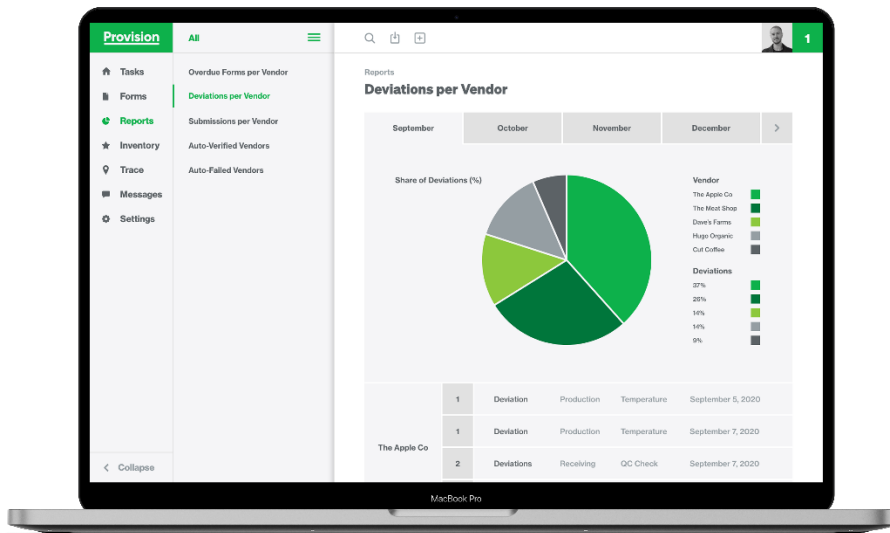 Provision
All
1
Tasks
Forms
Reports
Inventory
Trace
Messages
Settings
Collapse
Overdue Forms per Vendor
Deviations per Vendor
Submissions per Vendor
Auto-Verified Vendors
Auto-Failed Vendors
Reports
Deviations per Vendor
September October November December
Share of Deviations (%)
Vendor
The Apple Co
The Meat Shop
Dave's Farms
Hugo Organic
Cut Coffee
Deviations
37%
26%
14%
14%
9%
The Apple Co
1 Deviation Production Temperature September 5, 2020
1 Deviation Production Temperature September 7, 2020
2 Deviations Receiving QC Check September 7, 2020
MacBook Pro